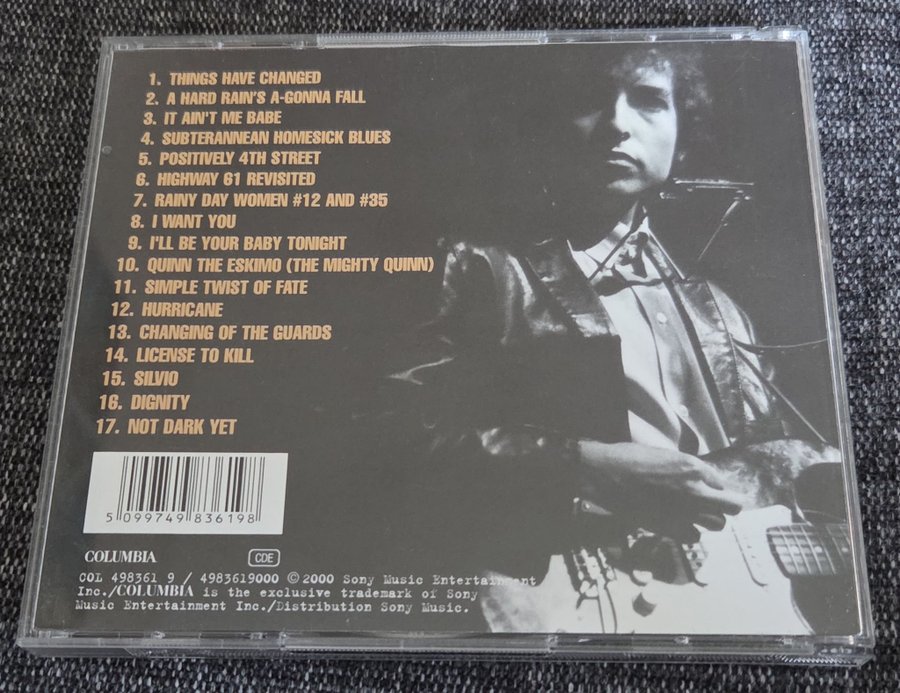 1. THINGS HAVE CHANGED
2. A HARD RAIN'S A-GONNA FALL
3. IT AIN'T ME BABE
4. SUBTERANNEAN HOMESICK BLUES
5. POSITIVELY 4TH STREET
6. HIGHWAY 61 REVISITED
7. RAINY DAY WOMEN #12 AND #35
8. I WANT YOU
9. I'LL BE YOUR BABY TONIGHT
10. QUINN THE ESKIMO (THE MIGHTY QUINN)
11. SIMPLE TWIST OF FATE
12. HURRICANE
13. CHANGING OF THE GUARDS
14. LICENSE TO KILL
15. SILVIO
16. DIGNITY
17. NOT DARK YET
5 099749 836198
COLUMBIA CDE
COL 498361 9 / 4983619000 ©2000 Sony Music Entertainment
Inc./COLUMBIA is the exclusive trademark of Sony
Music Entertainment Inc./Distribution Sony Music.